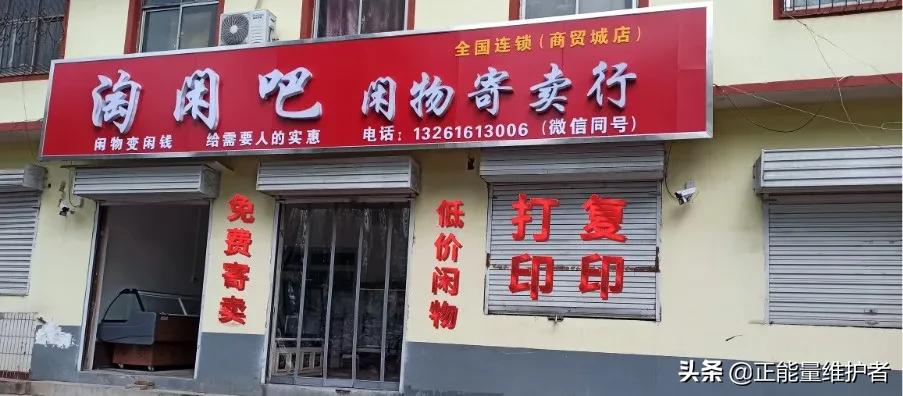 全国连锁（商贸城店）
淘闲吧 闲物寄卖行
闲物变闲钱 给需要人的实惠 电话：13261613006（微信同号）
免费寄卖
低价闲物
打 复
印 印
头条 @正能量维护者